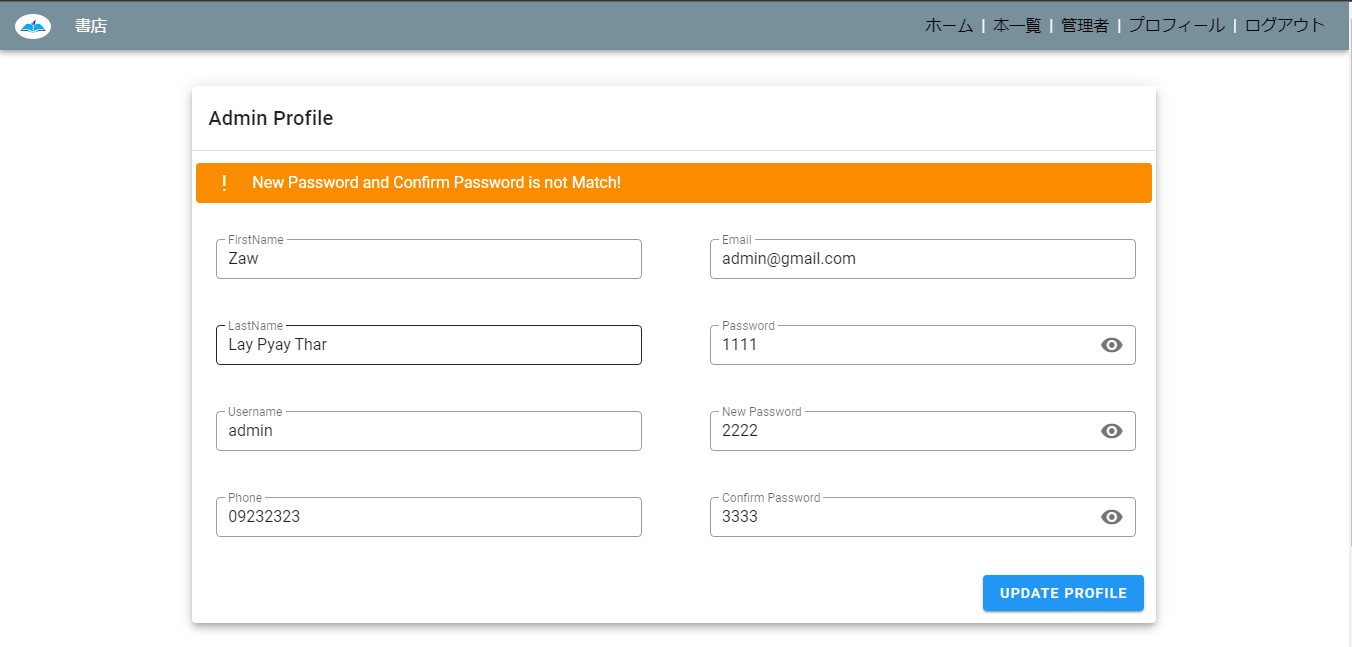 書店
ホーム | 本一覧 | 管理者 | プロフィール | ログアウト
Admin Profile
! New Password and Confirm Password is not Match!
FirstName
Zaw
Email
admin@gmail.com
LastName
Lay Pyay Thar
Password
1111
Username
admin
New Password
2222
Phone
09232323
Confirm Password
3333
UPDATE PROFILE